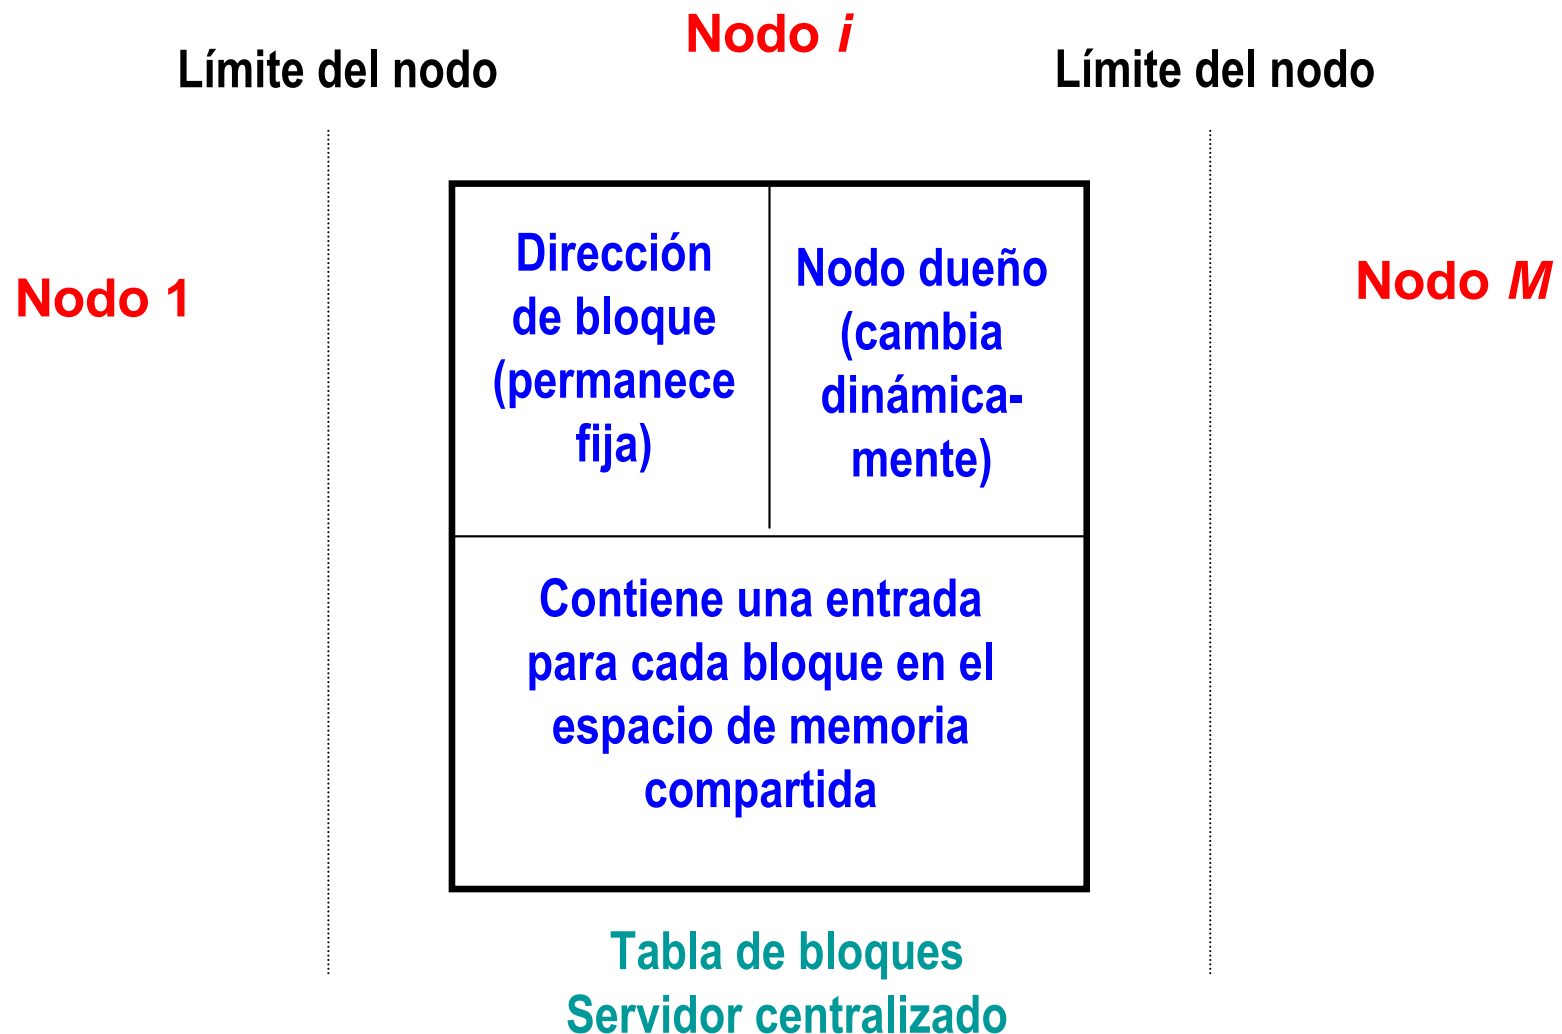 Nodo i
Límite del nodo
Límite del nodo
Nodo 1
Dirección
de bloque
(permanece
fija)
Nodo dueño
(cambia
dinámica-
mente)
Nodo M
Contiene una entrada
para cada bloque en el
espacio de memoria
compartida
Tabla de bloques
Servidor centralizado